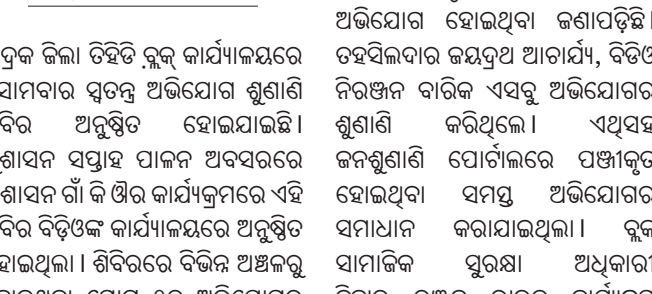 ଦ୍ରକ ଜିଲା ତିହିଡି ବ୍ଲକ୍ କାର୍ଯ୍ୟାଳୟରେ
ସାମବାର ସ୍ୱତନ୍ତ୍ର ଅଭିଯୋଗ ଶୁଣାଣି
ବିର ଅନୁଷ୍ଠିତ ହୋଇଯାଇଛି।
ଶାସନ ସପ୍ତାହ ପାଳନ ଅବସରରେ
ଶାସନ ଗାଁ କି ଔର କାର୍ଯ୍ୟକ୍ରମରେ ଏହି
ବିର ବିଡ଼ିଓଙ୍କ କାର୍ଯ୍ୟାଳୟରେ ଅନୁଷ୍ଠିତ
ହାଇଥିଲା। ଶିବିରରେ ବିଭିନ୍ନ ଅଞ୍ଚଳରୁ
ଅଭିଯୋଗ ହୋଇଥିବା ଜଣାପଡ଼ିଛି।
ତହସିଲଦାର ଜୟଦ୍ରଥ ଆଚାର୍ଯ୍ୟ, ବିଡିଓ
ନିରଞ୍ଜନ ବାରିକ ଏସବୁ ଅଭିଯୋଗର
ଶୁଣାଣି କରିଥିଲେ। ଏଥିସହ
ଜନଶୁଣାଣି ପୋର୍ଟାଲରେ ପଞ୍ଜୀକୃତ
ହୋଇଥିବା ସମସ୍ତ ଅଭିଯୋଗର
ସମାଧାନ କରାଯାଇଥିଲା। ବ୍ଲକ
ସାମାଜିକ ସୁରକ୍ଷା ଅଧିକାରୀ